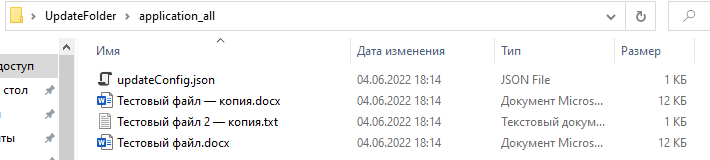 UpdateFolder > application_all
Имя Дата изменения Тип Размер
доступ
стол
ты
updateConfig.json 04.06.2022 18:14 JSON File 1 КБ
Тестовый файл — копия.docx 04.06.2022 18:14 Документ Micros... 12 КБ
Тестовый файл 2 — копия.txt 04.06.2022 18:14 Текстовый докум... 1 КБ
Тестовый файл.docx 04.06.2022 18:14 Документ Micros... 12 КБ